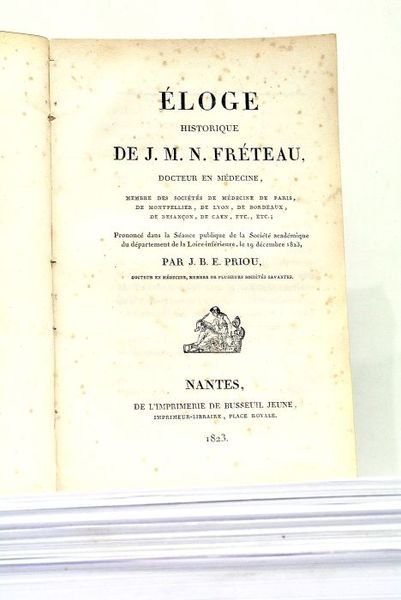 ÉLOGE
HISTORIQUE
DE J. M. N. FRÉTEAU,
DOCTEUR EN MÉDECINE,
MEMBRE DES SOCIÉTÉS DE MÉDECINE DE PARIS,
DE MONTPELLIER, DE LYON, DE BORDEAUX,
DE BESANÇON, DE CAEN, ETC., ETC.;
Prononcé dans la Séance publique de la Société académique
du département de la Loire-inférieure, le 19 décembre 1823,
PAR J. B. E. PRIOU,
DOCTEUR EN MÉDECINE, MEMBRE DE PLUSIEURS SOCIÉTÉS SAVANTES.
NANTES,
DE L'IMPRIMERIE DE BUSSEUIL JEUNE,
IMPRIMEUR-LIBRAIRE, PLACE ROYALE.
1823.